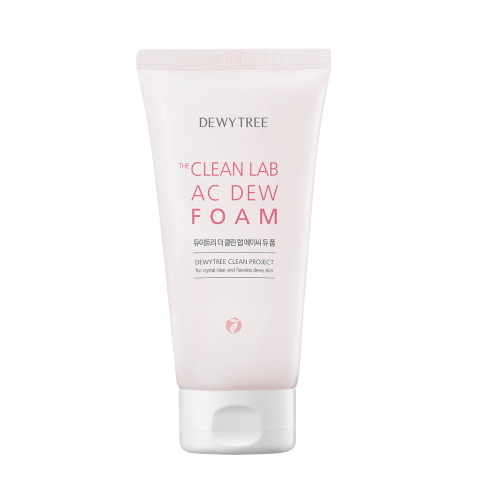 DEWYTREE
THE CLEAN LAB
AC DEW
FOAM
듀이트리 더 클린 랩 에이씨 듀 폼
DEWYTREE CLEAN PROJECT
for crystal clear and flawless dewy skin